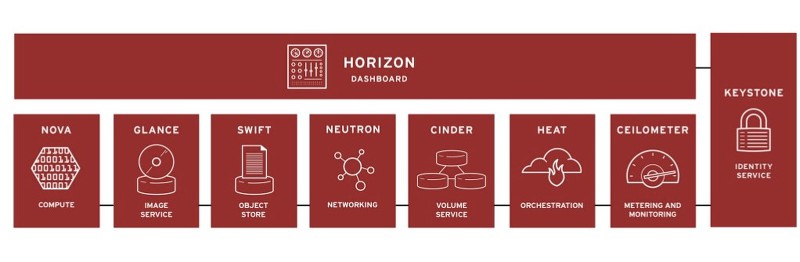 HORIZON
DASHBOARD
KEYSTONE
IDENTITY
SERVICE
NOVA
COMPUTE
GLANCE
IMAGE
SERVICE
SWIFT
OBJECT
STORE
NEUTRON
NETWORKING
CINDER
VOLUME
SERVICE
HEAT
ORCHESTRATION
CEILOMETER
METERING AND
MONITORING